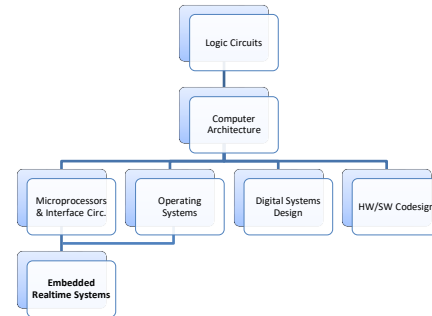 Logic Circuits
Computer
Architecture
Microprocessors
& Interface Circ.
Operating
Systems
Digital Systems
Design
HW/SW Codesign
Embedded
Realtime Systems